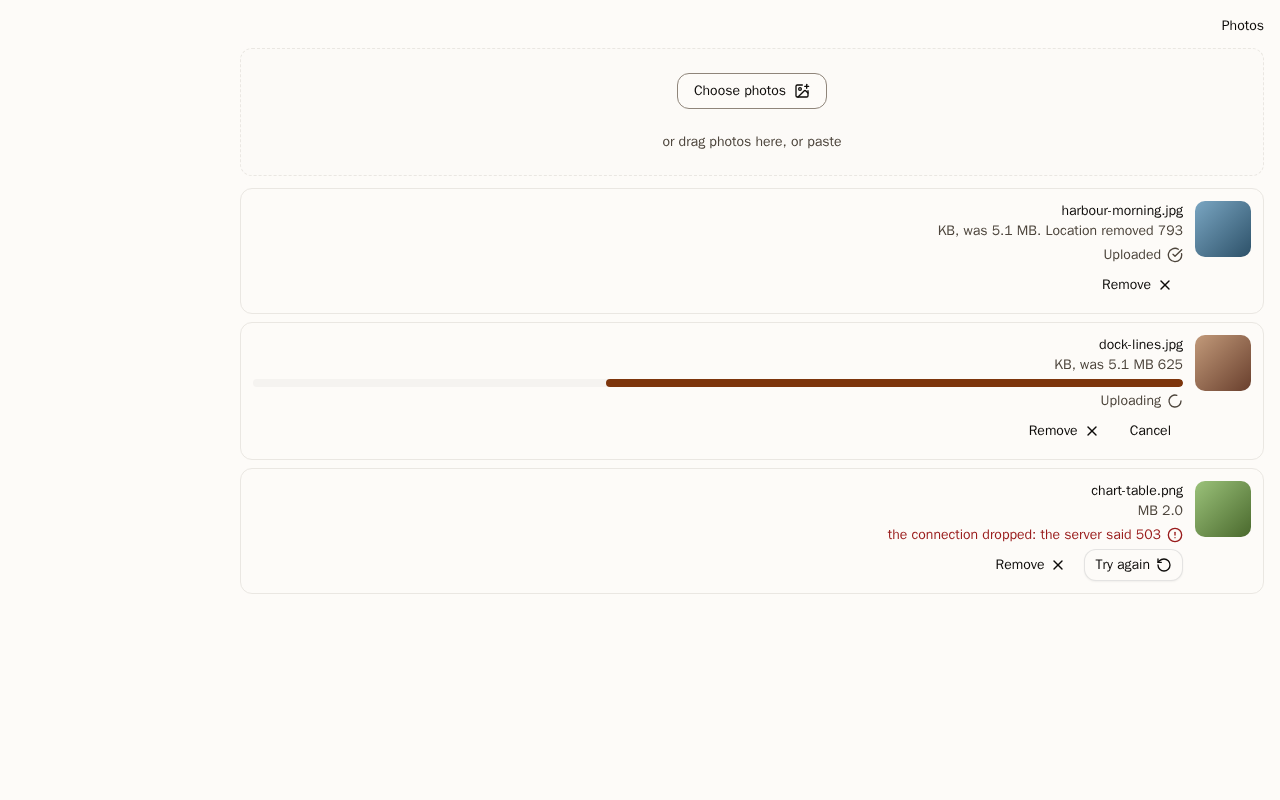 Photos
Choose photos
or drag photos here, or paste
harbour-morning.jpg
KB, was 5.1 MB. Location removed 793
Uploaded
Remove
dock-lines.jpg
KB, was 5.1 MB 625
Uploading
Remove Cancel
chart-table.png
MB 2.0
the connection dropped: the server said 503
Remove Try again